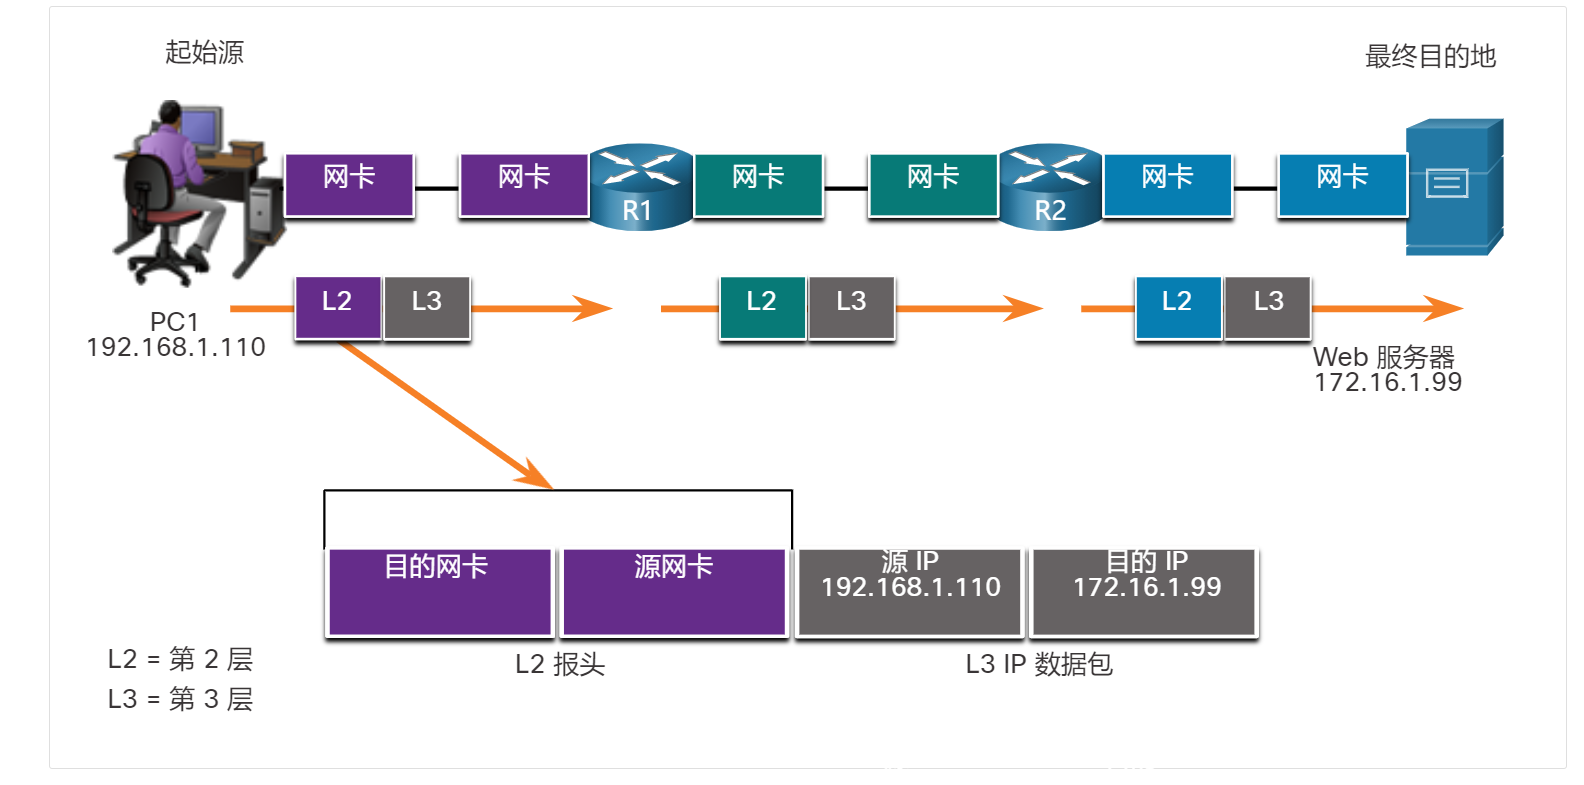 起始源
最终目的地
网卡
网卡
R1
网卡
网卡
R2
网卡
网卡
L2
L3
L2
L3
L2
L3
PC1
192.168.1.110
Web 服务器
172.16.1.99
目的网卡
源网卡
源 IP
192.168.1.110
目的 IP
172.16.1.99
L2 报头
L3 IP 数据包
L2 = 第 2 层
L3 = 第 3 层